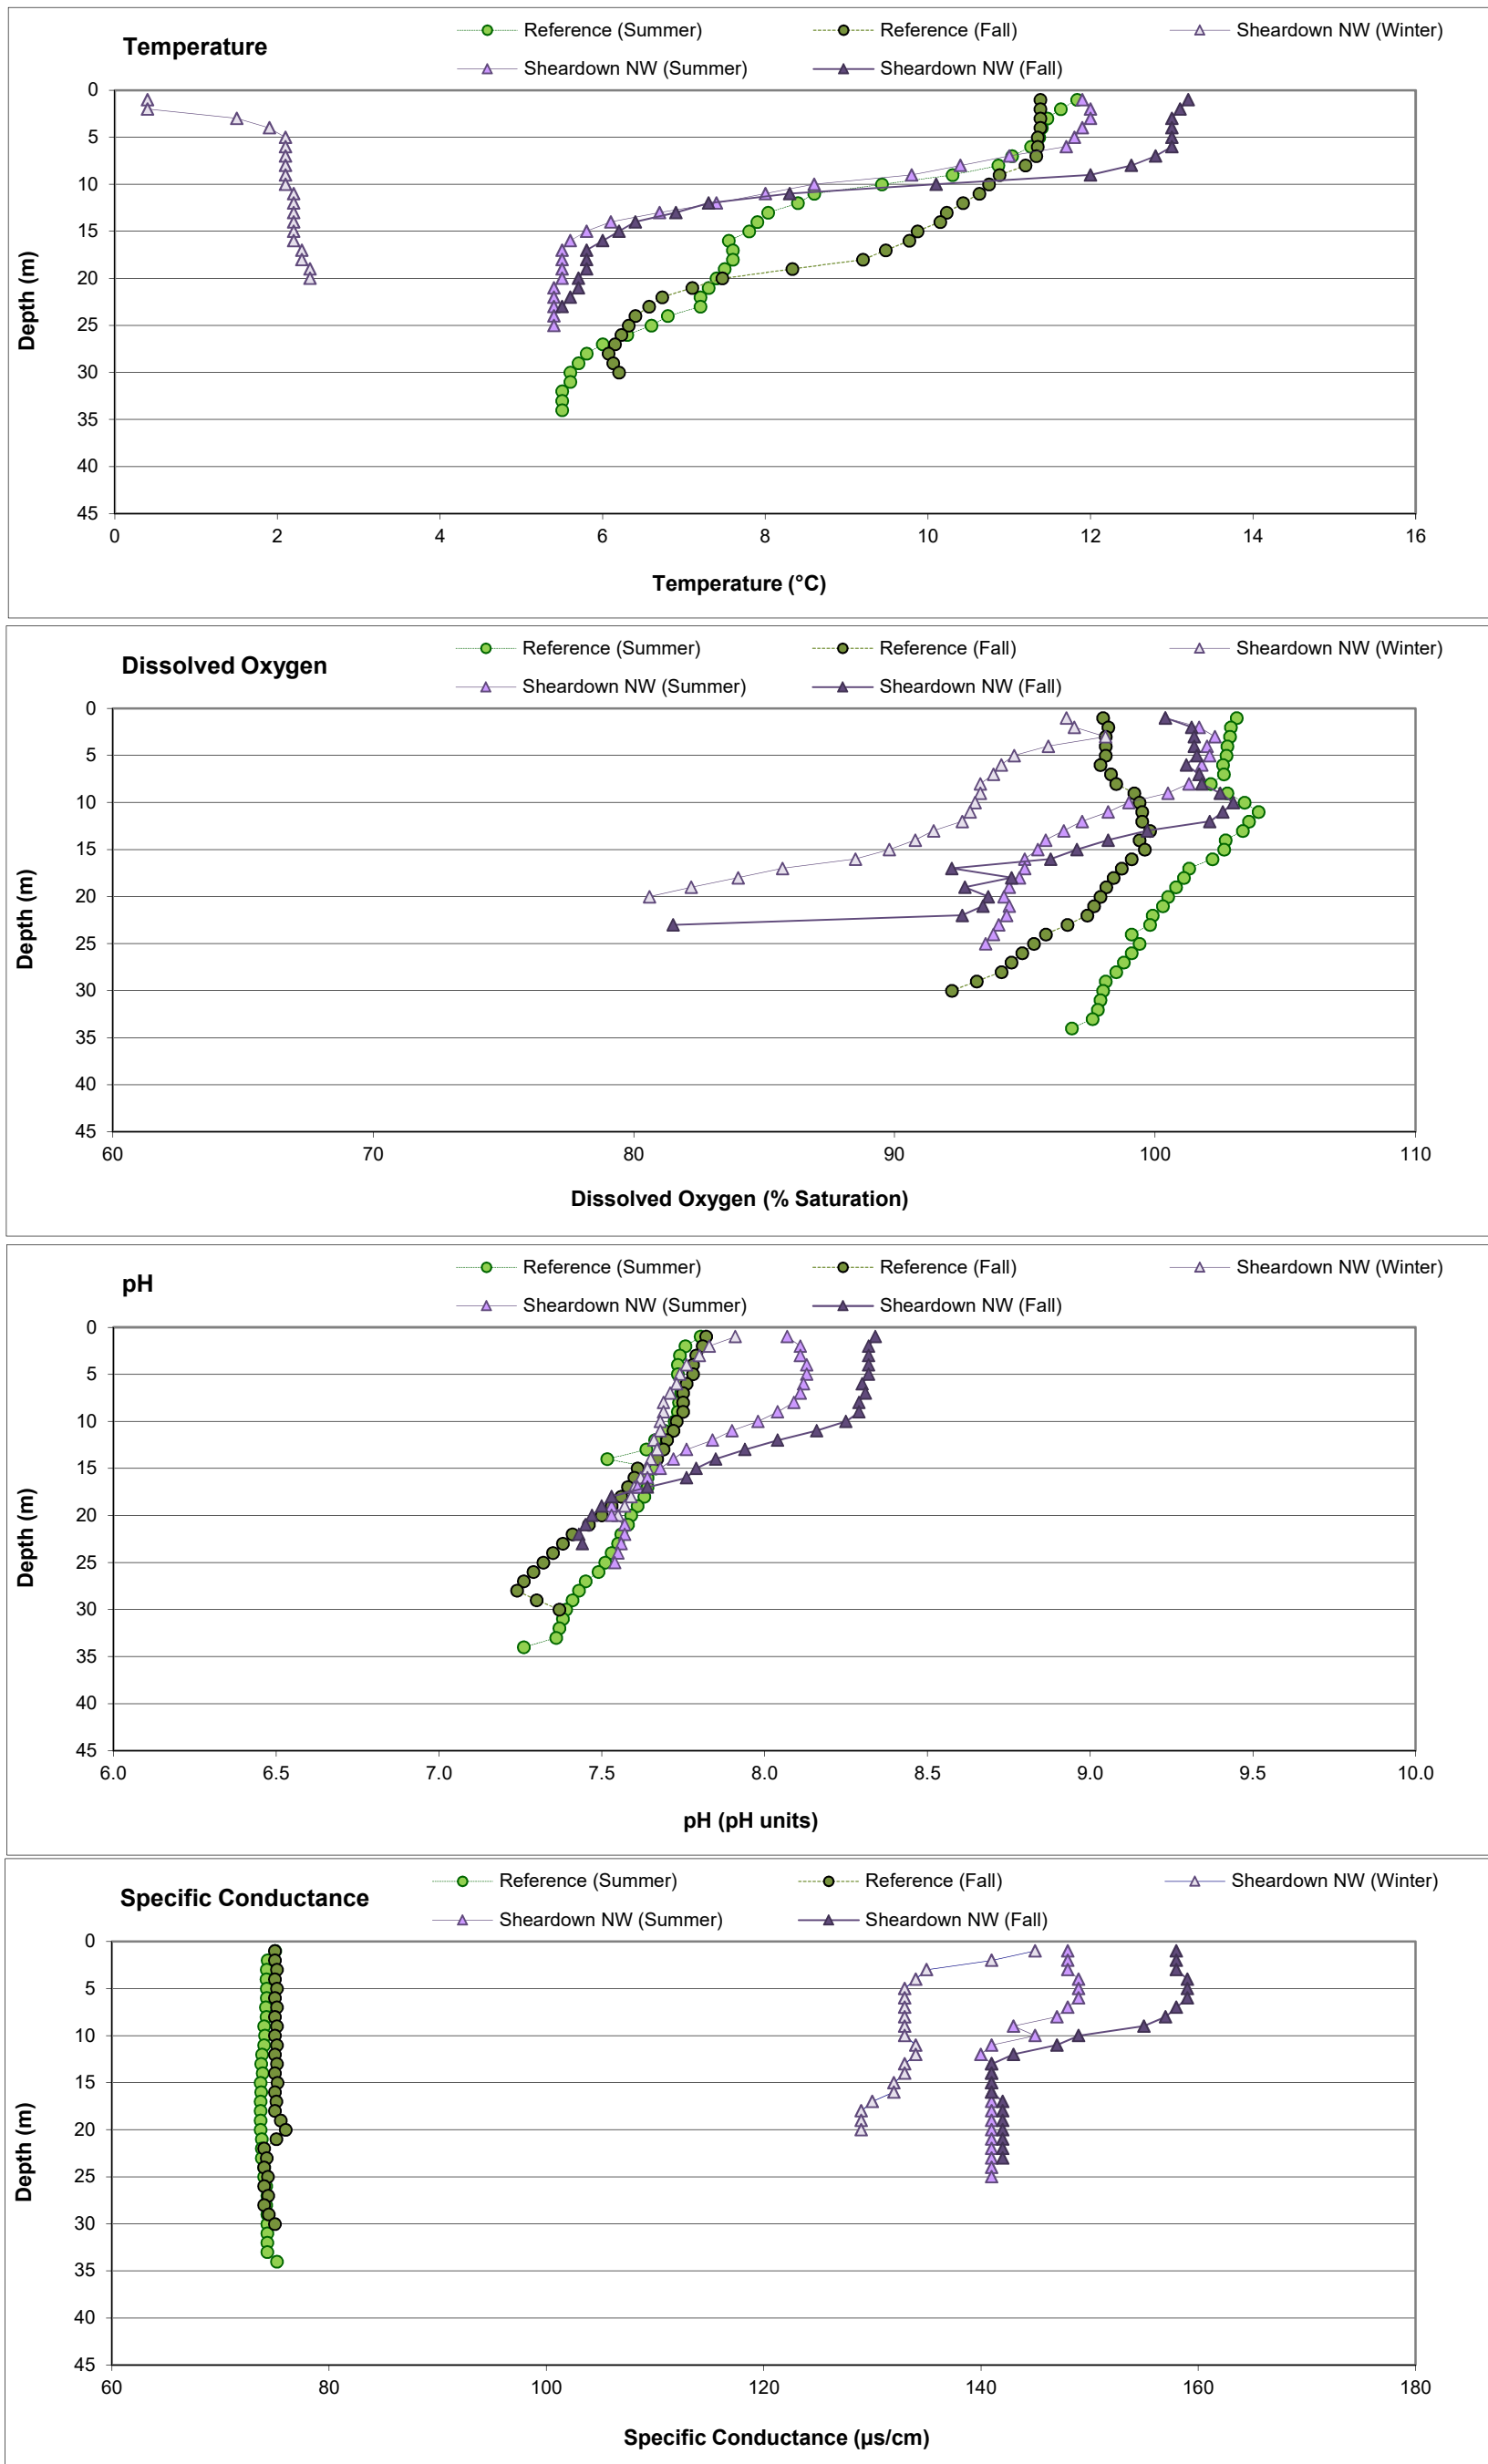 Temperature
Reference (Summer) Reference (Fall) Sheardown NW (Winter)
Sheardown NW (Summer) Sheardown NW (Fall)
0
5
10
15
20
25
30
35
40
45
Depth (m)
0 2 4 6 8 10 12 14 16
Temperature (°C)
Dissolved Oxygen
Reference (Summer) Reference (Fall) Sheardown NW (Winter)
Sheardown NW (Summer) Sheardown NW (Fall)
0
5
10
15
20
25
30
35
40
45
Depth (m)
60 70 80 90 100 110
Dissolved Oxygen (% Saturation)
pH
Reference (Summer) Reference (Fall) Sheardown NW (Winter)
Sheardown NW (Summer) Sheardown NW (Fall)
0
5
10
15
20
25
30
35
40
45
Depth (m)
6.0 6.5 7.0 7.5 8.0 8.5 9.0 9.5 10.0
pH (pH units)
Specific Conductance
Reference (Summer) Reference (Fall) Sheardown NW (Winter)
Sheardown NW (Summer) Sheardown NW (Fall)
0
5
10
15
20
25
30
35
40
45
Depth (m)
60 80 100 120 140 160 180
Specific Conductance (µs/cm)